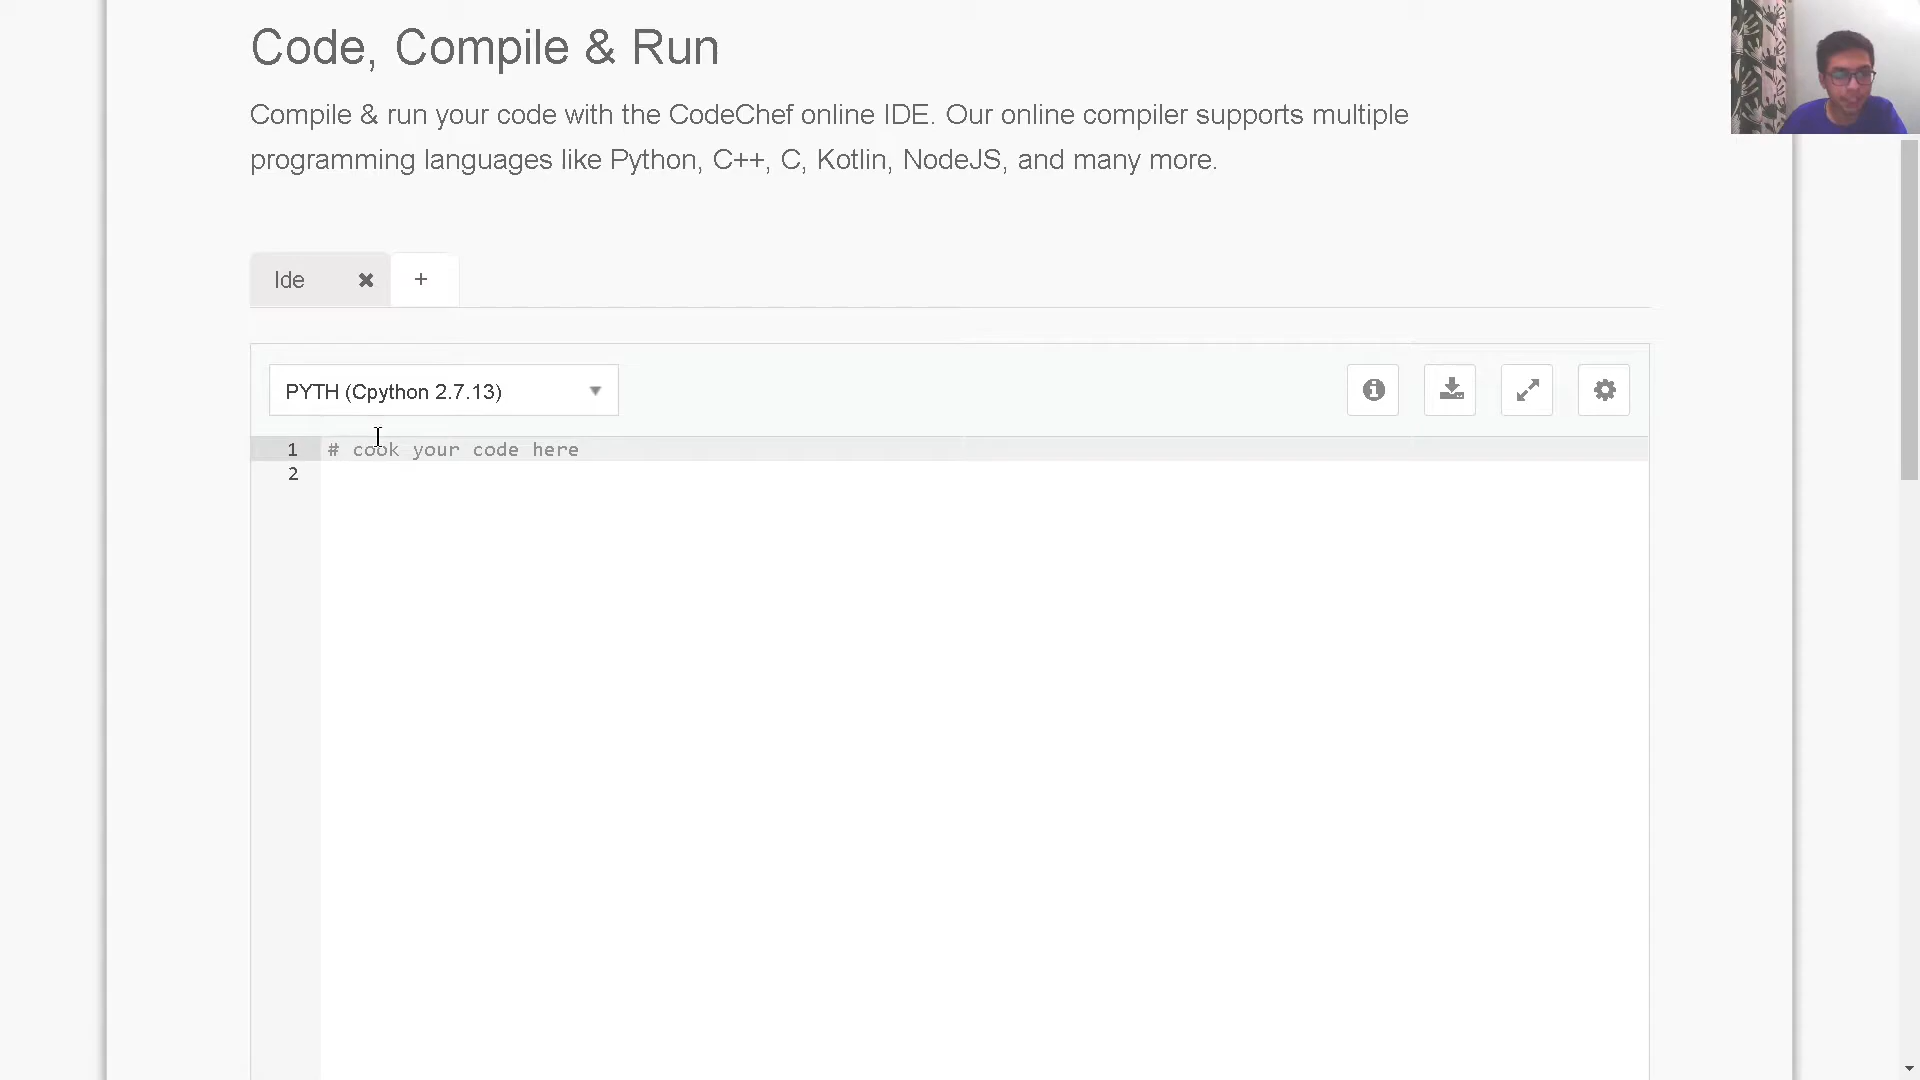 Code, Compile & Run
Compile & run your code with the CodeChef online IDE. Our online compiler supports multiple
programming languages like Python, C++, C, Kotlin, NodeJS, and many more.
Ide ✖ +
PYTH (Cpython 2.7.13)
1 # cook your code here
2